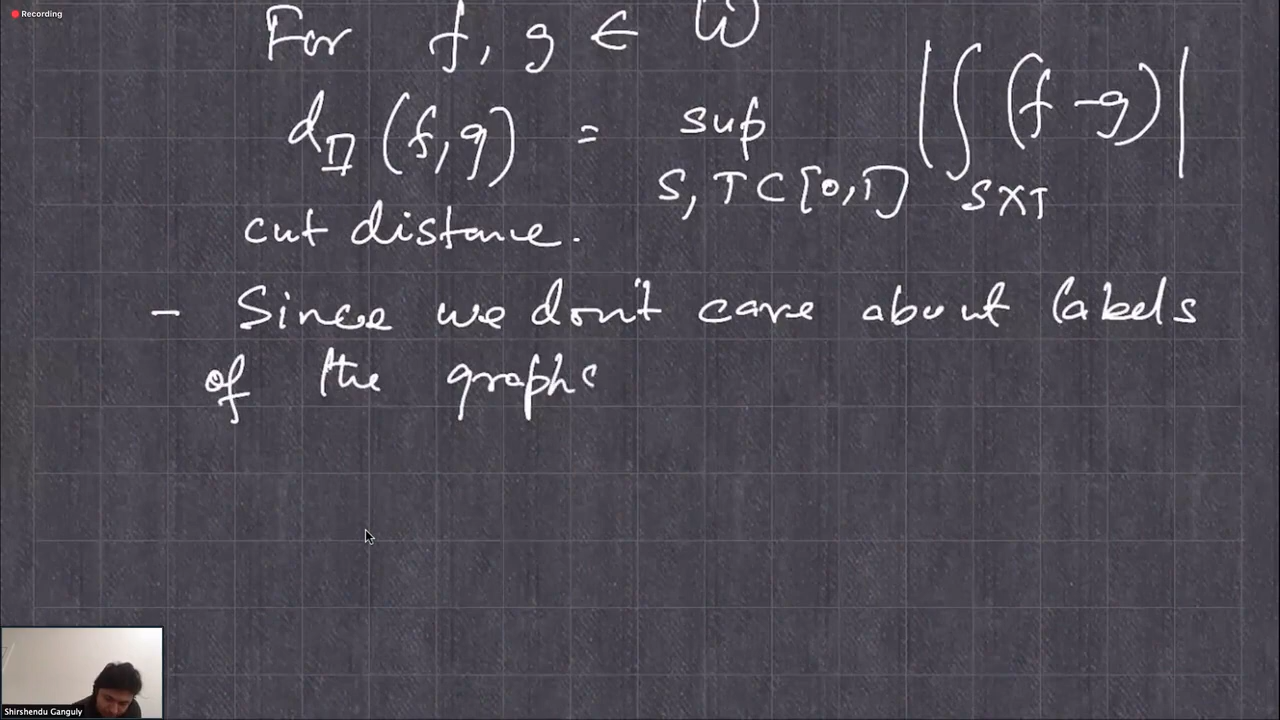 Recording
For f, g ∈ W
d□(f,g) = sup |∫ (f-g)|
S, T ⊂ [0,1] S×T
cut distance.
- Since we don't care about labels
of the graphs
Shirshendu Ganguly